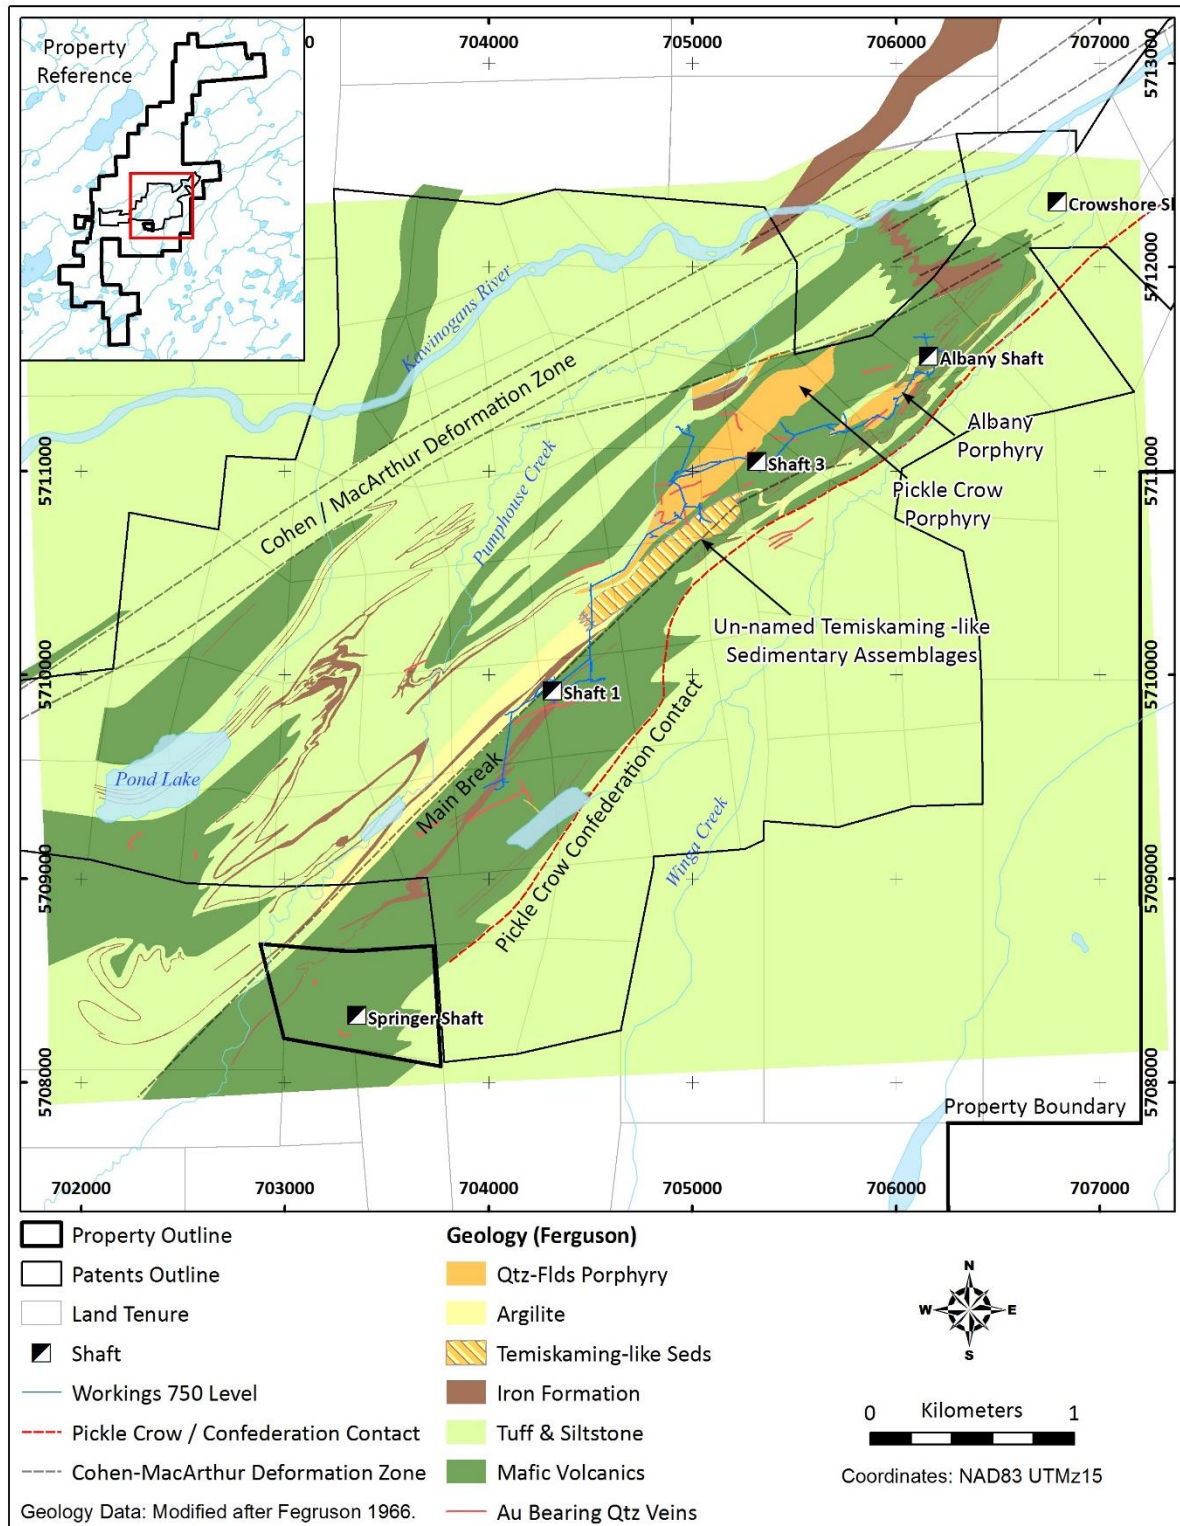 Property
Reference
0
704000
705000
706000
707000
5713000
5713000
Crowshore Sl
5712000
5712000
Kawinogans River
Albany Shaft
Albany
Porphyry
Cohen / MacArthur Deformation Zone
Pumphouse Creek
Shaft 3
5711000
5711000
Pickle Crow
Porphyry
Un-named Temiskaming -like
Sedimentary Assemblages
5710000
5710000
Shaft 1
Pond Lake
Main Break
Pickle Crow Confederation Contact
Winga Creek
5709000
5709000
Springer Shaft
5708000
5708000
Property Boundary
702000
703000
704000
705000
706000
707000
Property Outline
Patents Outline
Land Tenure
Shaft
Workings 750 Level
Pickle Crow / Confederation Contact
Cohen-MacArthur Deformation Zone
Geology Data: Modified after Fegruson 1966.
Geology (Ferguson)
Qtz-Flds Porphyry
Argilite
Temiskaming-like Seds
Iron Formation
Tuff & Siltstone
Mafic Volcanics
Au Bearing Qtz Veins
N
W E
S
0 Kilometers 1
Coordinates: NAD83 UTMz15